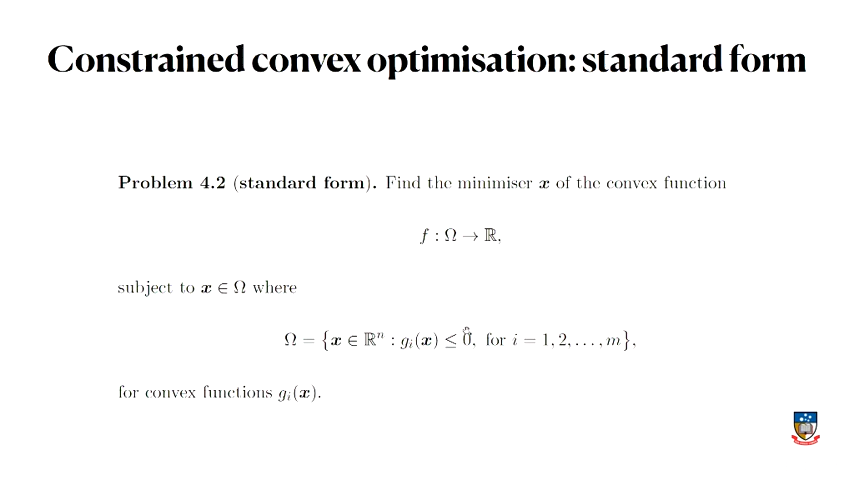 Constrained convex optimisation: standard form
Problem 4.2 (standard form). Find the minimiser x of the convex function
f : Ω → ℝ,
subject to x ∈ Ω where
Ω = {x ∈ ℝⁿ : gᵢ(x) ≤ 0, for i = 1, 2, . . . , m},
for convex functions gᵢ(x).